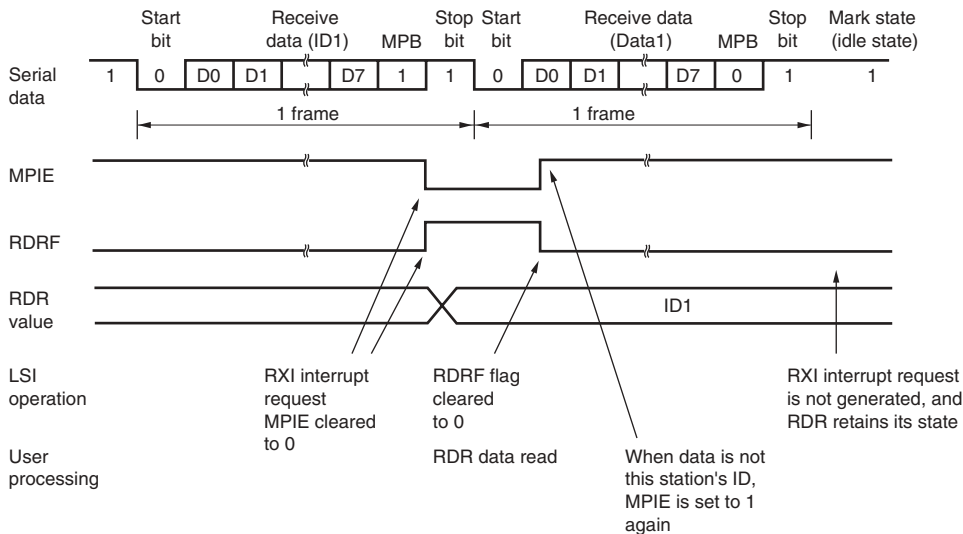 Start bit
Receive data (ID1)
MPB
Stop bit
Start bit
Receive data (Data1)
MPB
Stop bit
Mark state (idle state)
Serial data
1 0 D0 D1 D7 1 1 0 D0 D1 D7 0 1 1
1 frame
1 frame
MPIE
RDRF
RDR value
ID1
LSI operation
RXI interrupt request
MPIE cleared to 0
RDRF flag cleared to 0
RXI interrupt request is not generated, and RDR retains its state
User processing
RDR data read
When data is not this station's ID, MPIE is set to 1 again